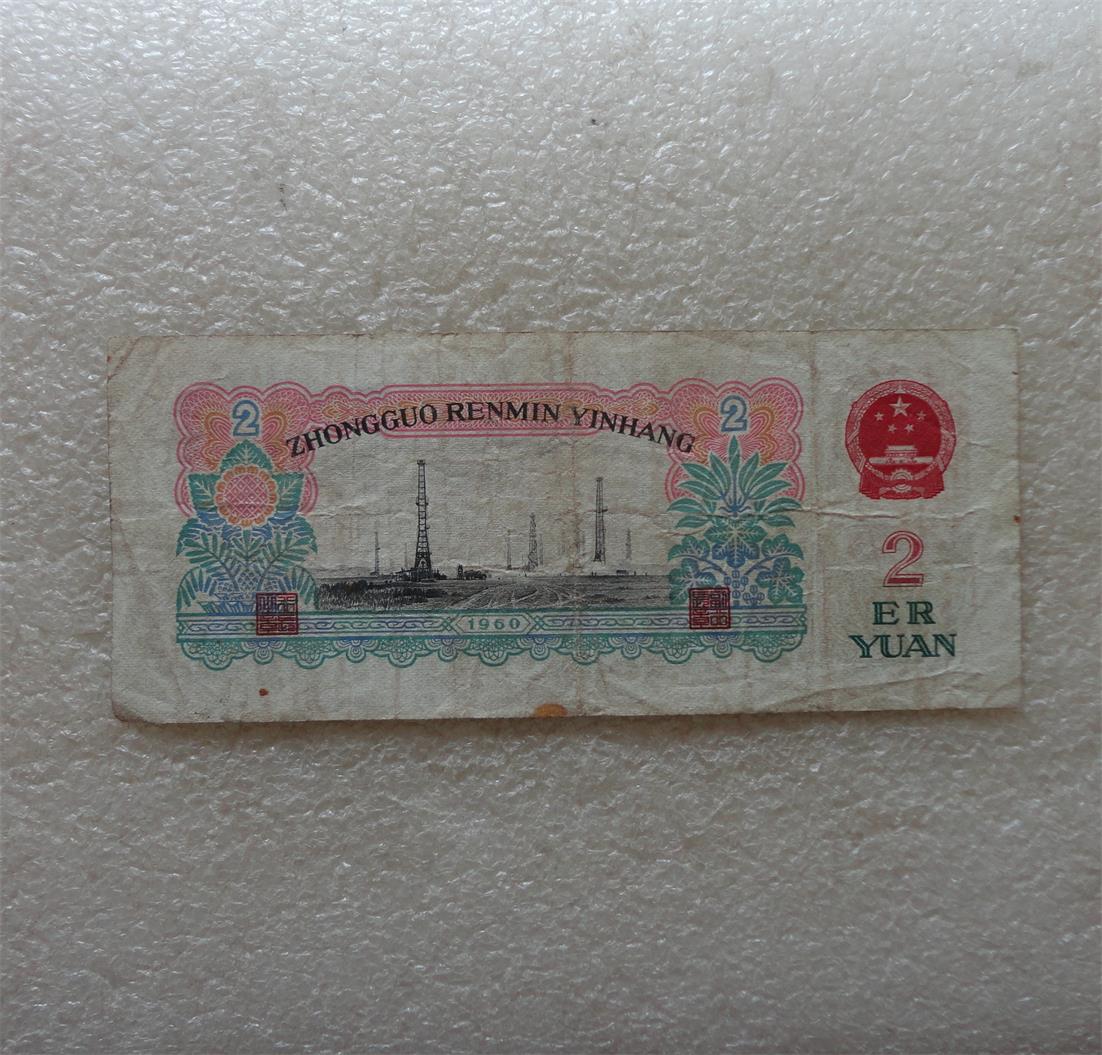 2
2
ZHONGGUO RENMIN YINHANG
1960
2
ER
YUAN